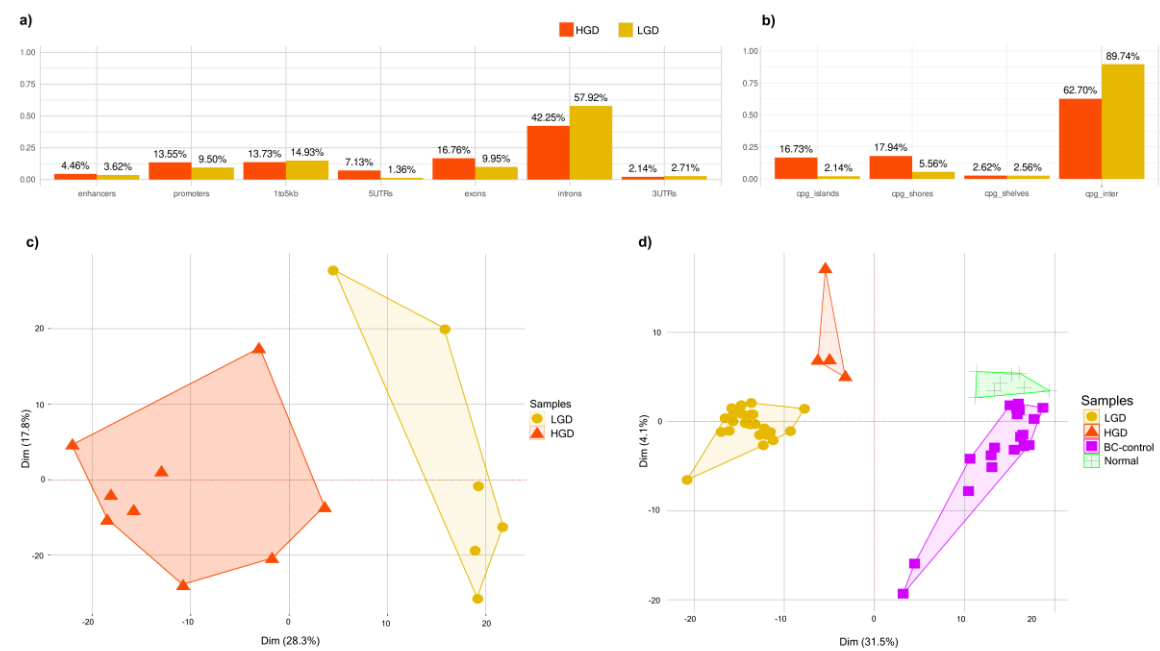 a)
HGD LGD
1.00
0.75
0.50
0.25
0.00
4.46% 3.62% 13.55% 9.50% 13.73% 14.93% 7.13% 1.36% 16.76% 9.95% 42.25% 57.92% 2.14% 2.71%
enhancers promoters 1to5kb 5UTRs exons introns 3UTRs
b)
1.00
0.75
0.50
0.25
0.00
16.73% 2.14% 17.94% 5.56% 2.62% 2.56% 62.70% 89.74%
cpg_islands cpg_shores cpg_shelves cpg_inter
c)
Dim (17.8%)
20
10
0
-20
-20 -10 0 10 20
Dim (28.3%)
Samples
LGD
HGD
d)
Dim (4.1%)
10
0
-10
-20
-20 -10 0 10 20
Dim (31.5%)
Samples
LGD
HGD
BC-control
Normal